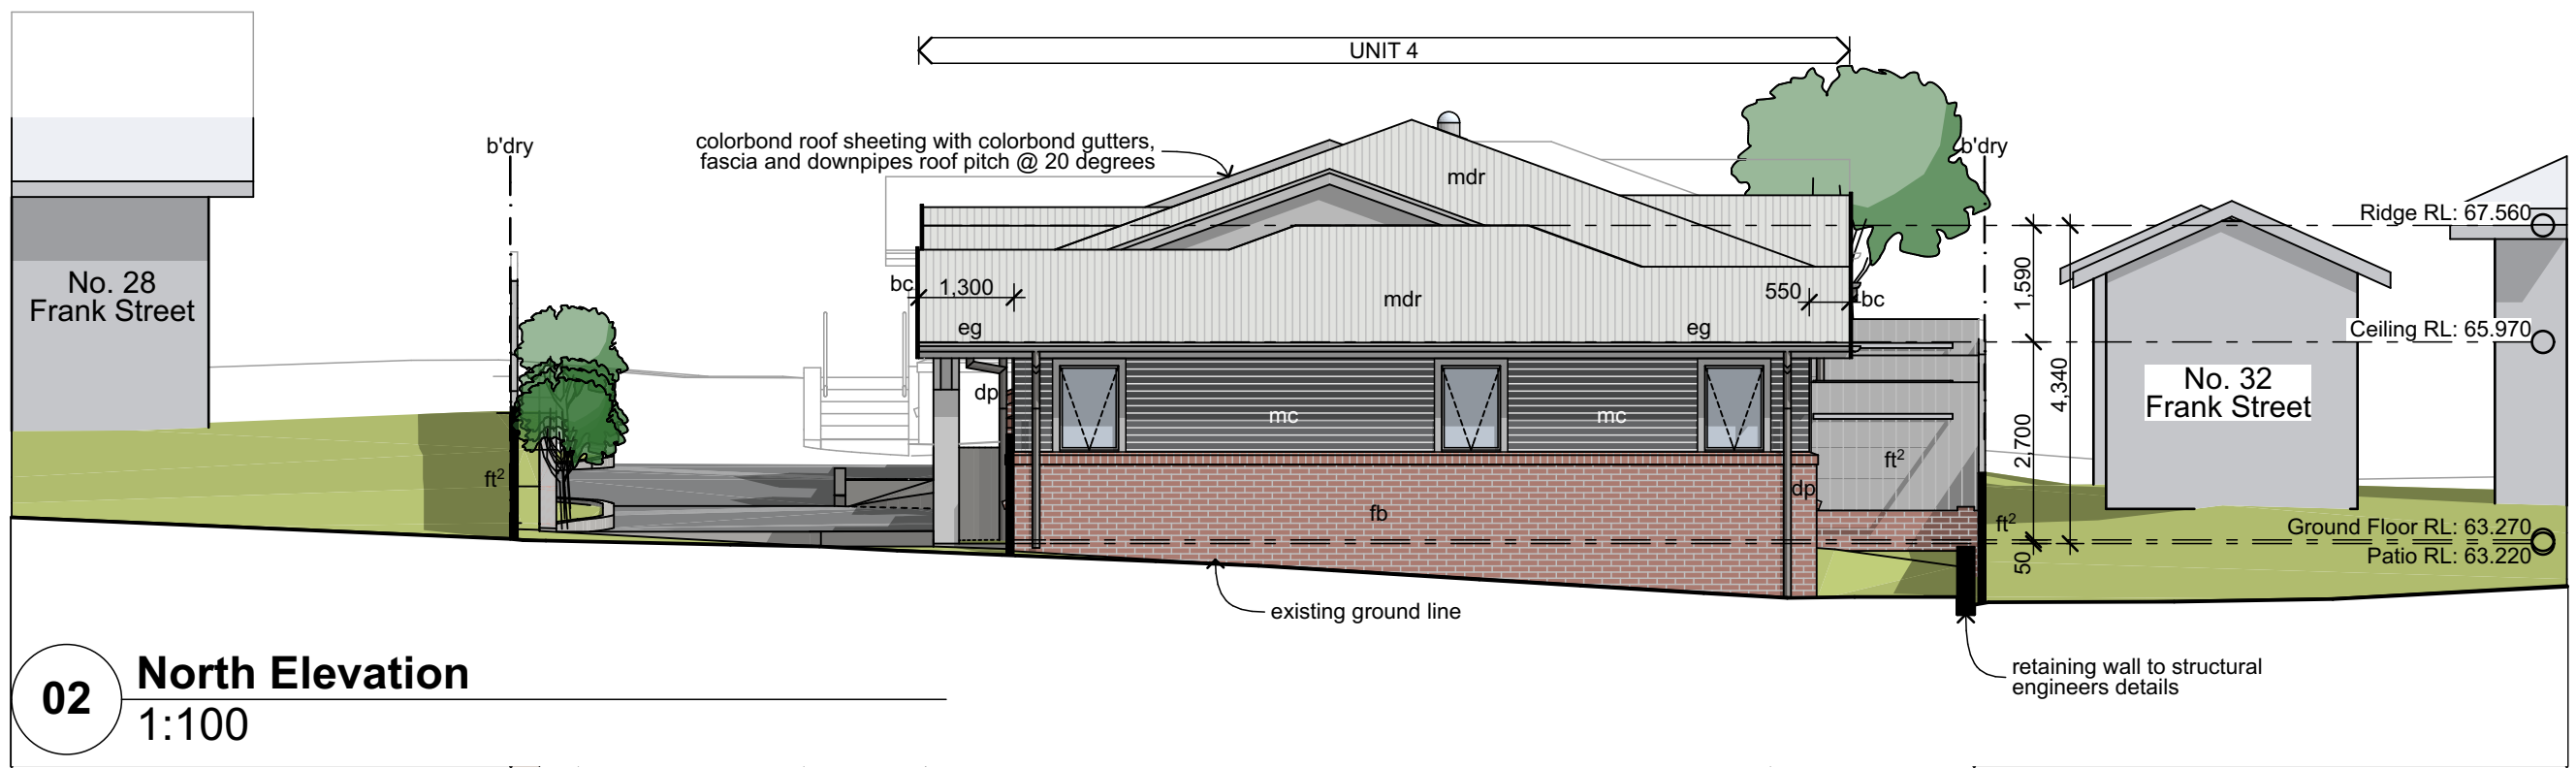 UNIT 4
b'dry
colorbond roof sheeting with colorbond gutters,
fascia and downpipes roof pitch @ 20 degrees
mdr
b'dry
Ridge RL: 67.560
No. 28
Frank Street
bc
1,300
mdr
550
bc
1,590
eg
eg
Ceiling RL: 65.970
dp
mc
mc
4,340
No. 32
Frank Street
2,700
ft²
ft²
dp
fb
ft²
Ground Floor RL: 63.270
50
Patio RL: 63.220
existing ground line
02
North Elevation
1:100
retaining wall to structural
engineers details